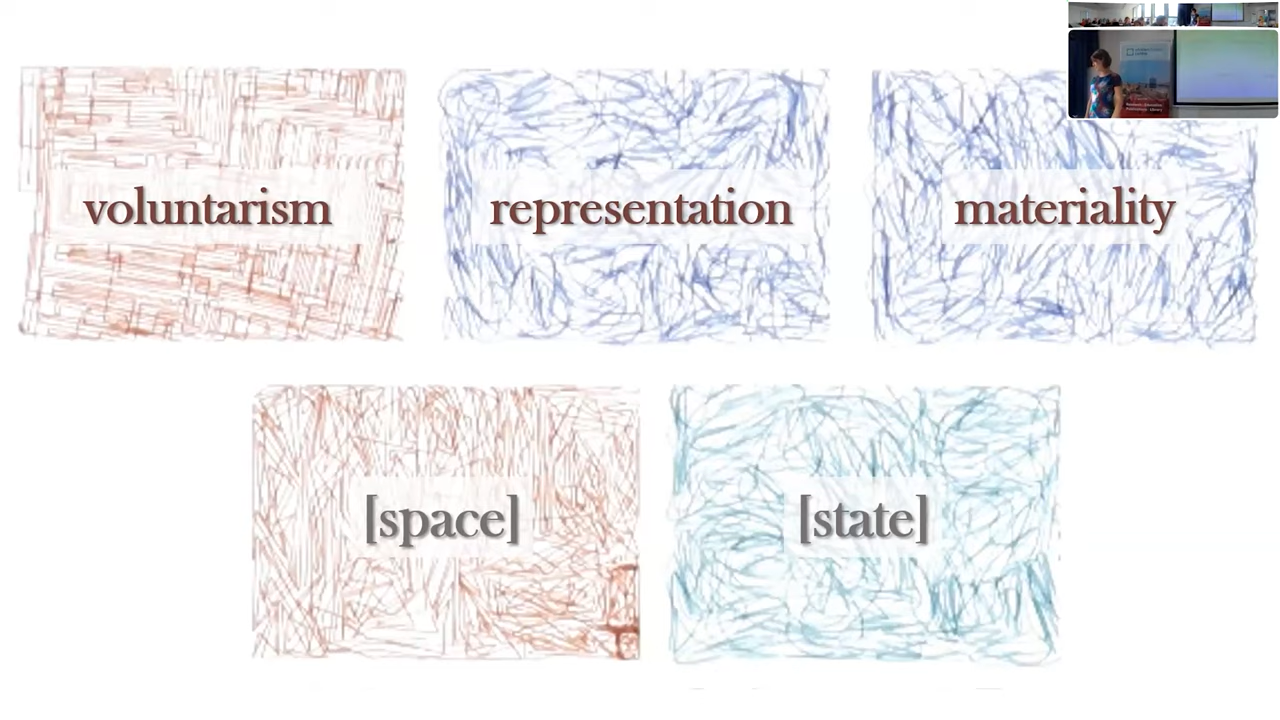 voluntarism
representation
materiality
[space]
[state]